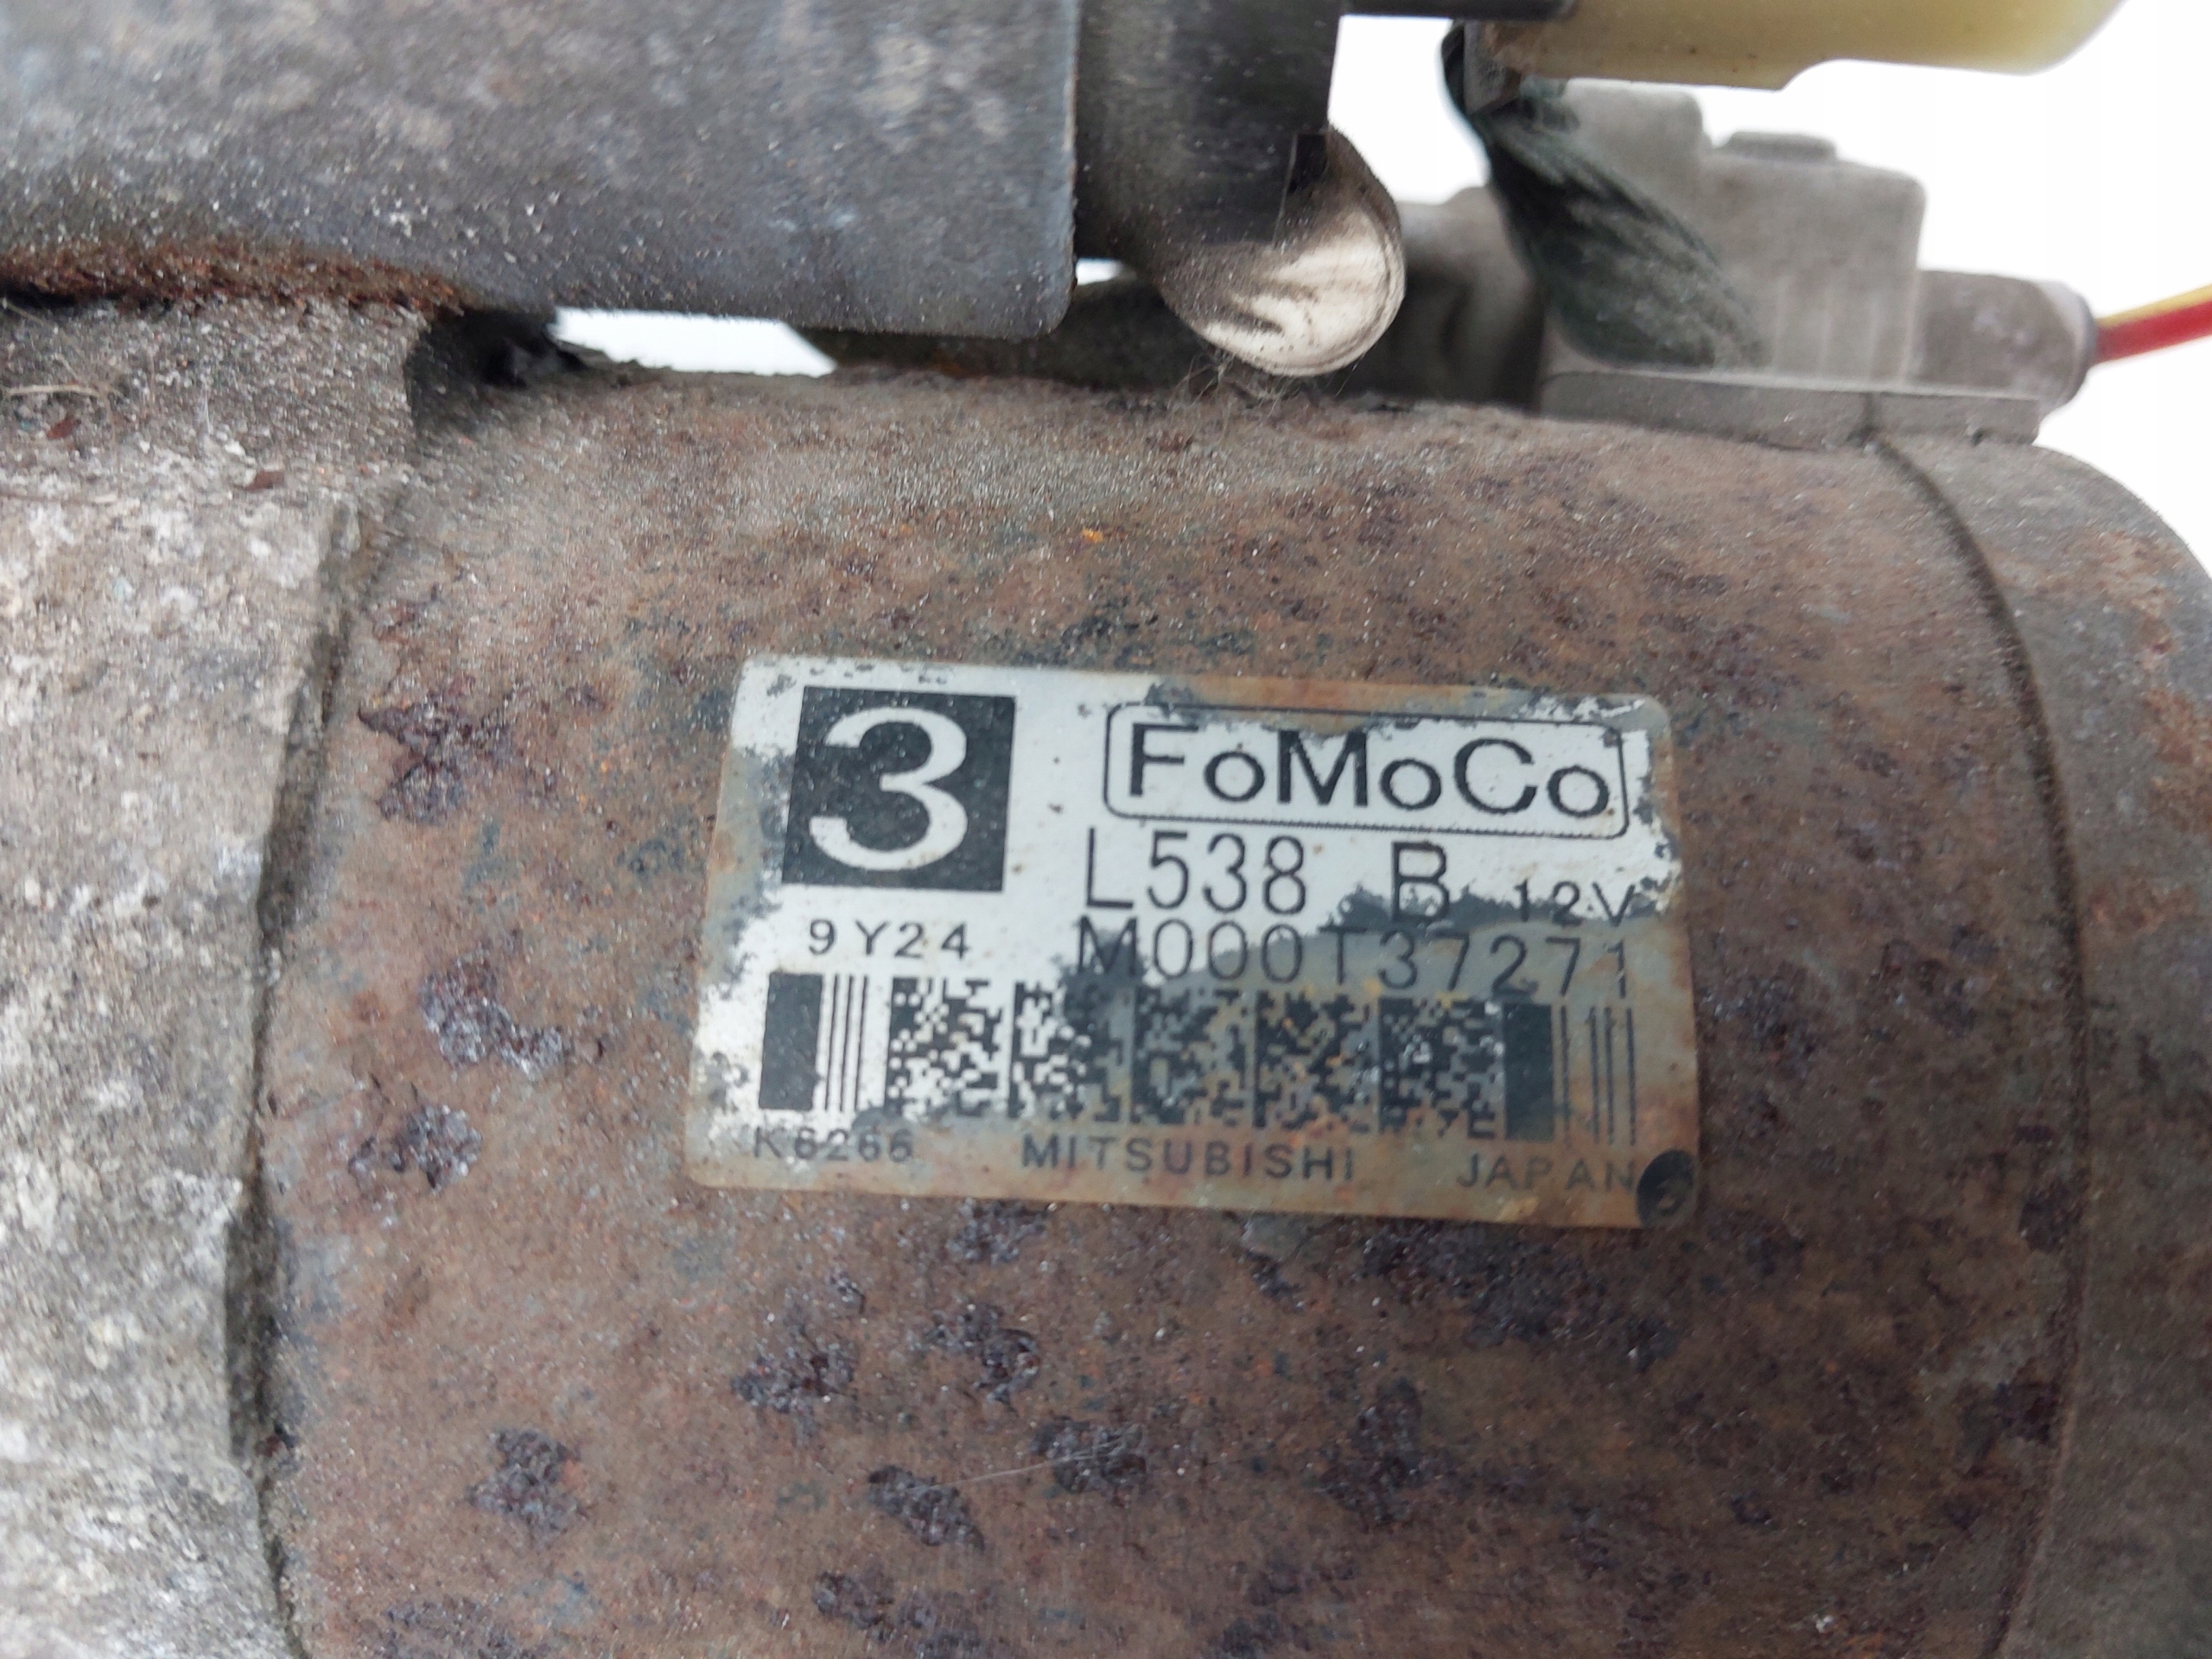 3
FoMoCo
L538 B 12V
9Y24 M000T37271
K6266 MITSUBISHI JAPAN